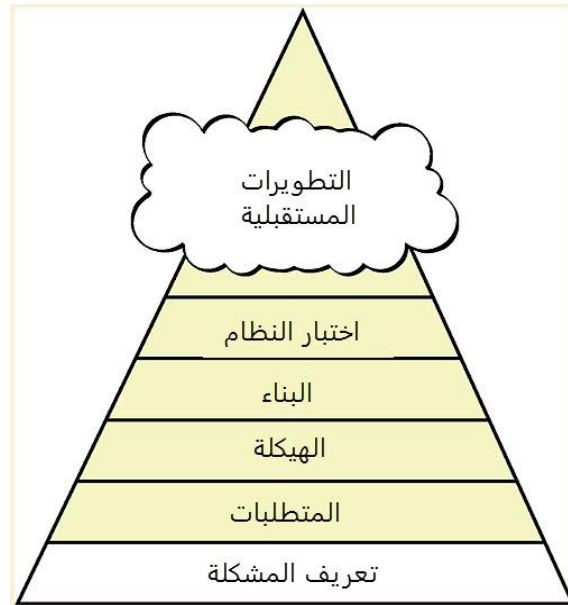 التطويرات
المستقبلية
اختبار النظام
البناء
الهيكلة
المتطلبات
تعريف المشكلة